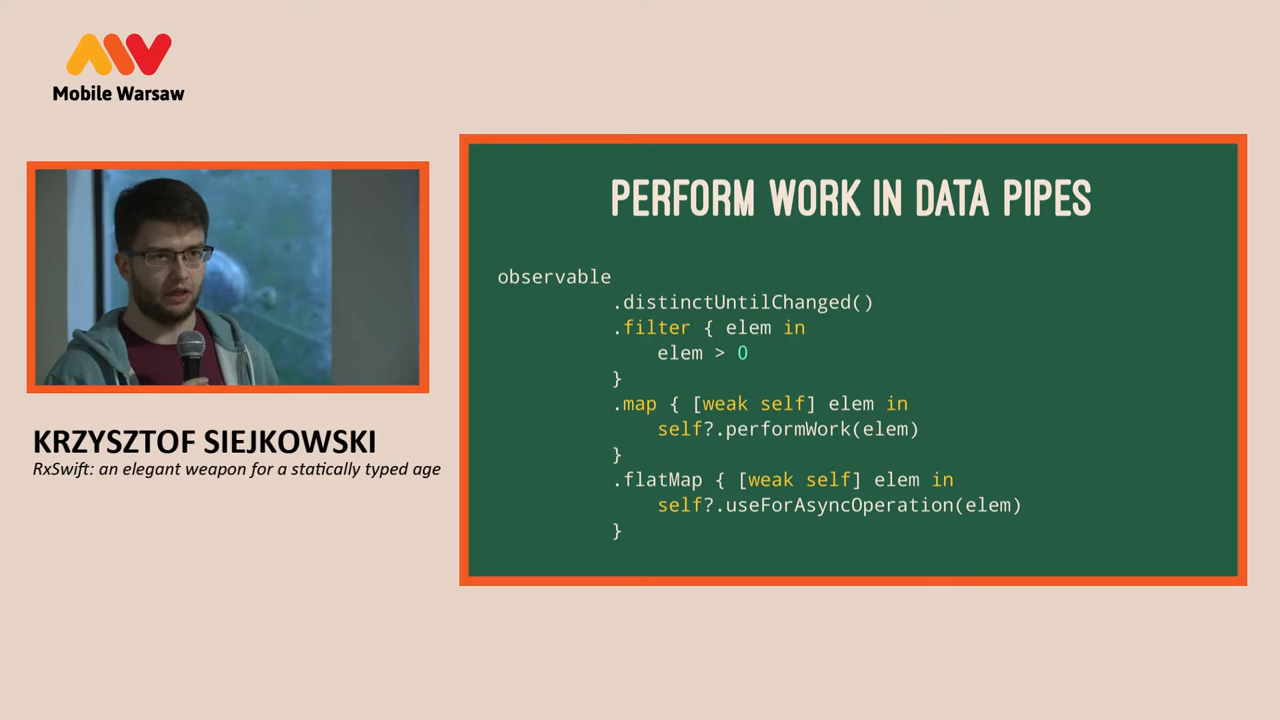 Mobile Warsaw
KRZYSZTOF SIEJKOWSKI
RxSwift: an elegant weapon for a statically typed age
PERFORM WORK IN DATA PIPES
observable
.distinctUntilChanged()
.filter { elem in
elem > 0
}
.map { [weak self] elem in
self?.performWork(elem)
}
.flatMap { [weak self] elem in
self?.useForAsyncOperation(elem)
}